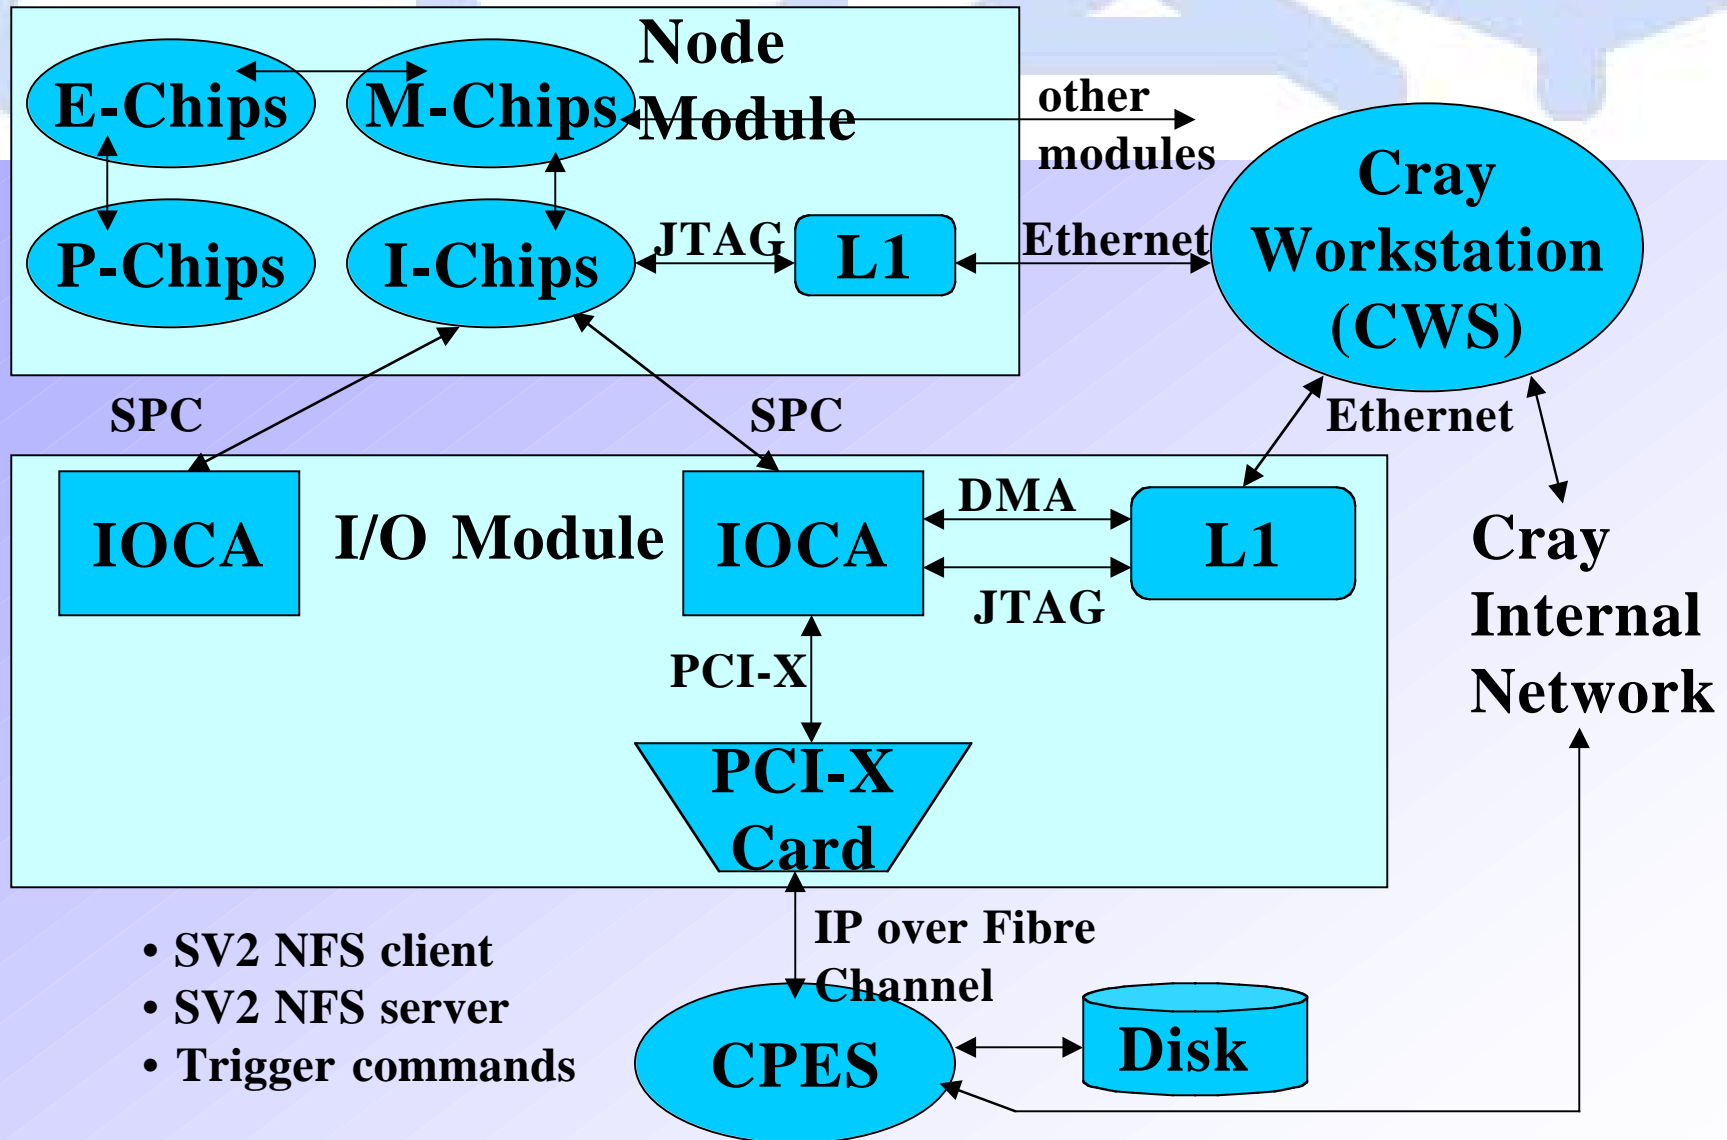 Node
Module
E-Chips
M-Chips
other
modules
P-Chips
I-Chips
JTAG
L1
Ethernet
Cray
Workstation
(CWS)
SPC
SPC
Ethernet
IOCA
I/O Module
IOCA
DMA
JTAG
L1
Cray
Internal
Network
PCI-X
PCI-X
Card
IP over Fibre
Channel
• SV2 NFS client
• SV2 NFS server
• Trigger commands
CPES
Disk